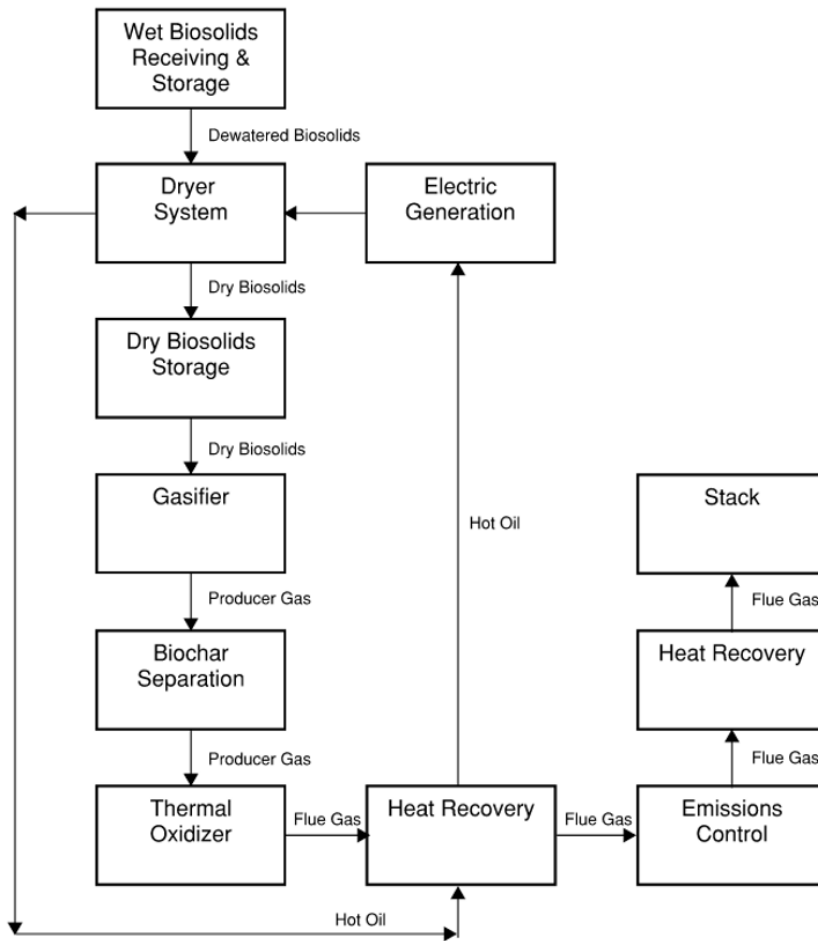 Wet Biosolids
Receiving &
Storage
Dewatered Biosolids
Dryer
System
Electric
Generation
Dry Biosolids
Dry Biosolids
Storage
Dry Biosolids
Gasifier
Hot Oil
Stack
Producer Gas
Flue Gas
Biochar
Separation
Heat Recovery
Producer Gas
Flue Gas
Thermal
Oxidizer
Flue Gas
Heat Recovery
Flue Gas
Emissions
Control
Hot Oil